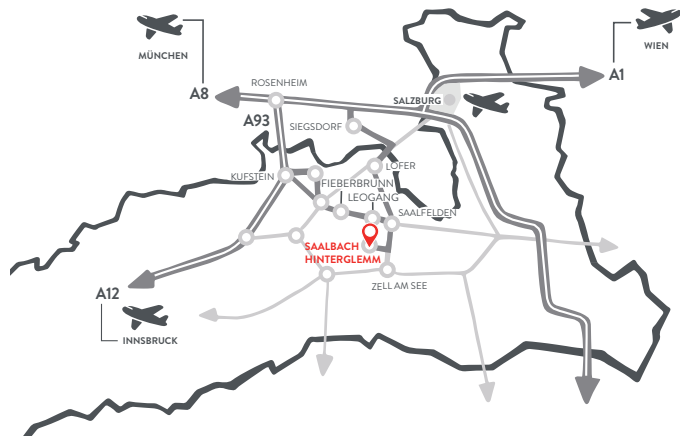 MÜNCHEN
WIEN
A8
A1
ROSENHEIM
SALZBURG
A93
SIEGSDORF
LOFER
KUFSTEIN
FIEBERBRUNN
LEOGANG
SAALFELDEN
SAALBACH
HINTERGLEMM
ZELL AM SEE
A12
INNSBRUCK